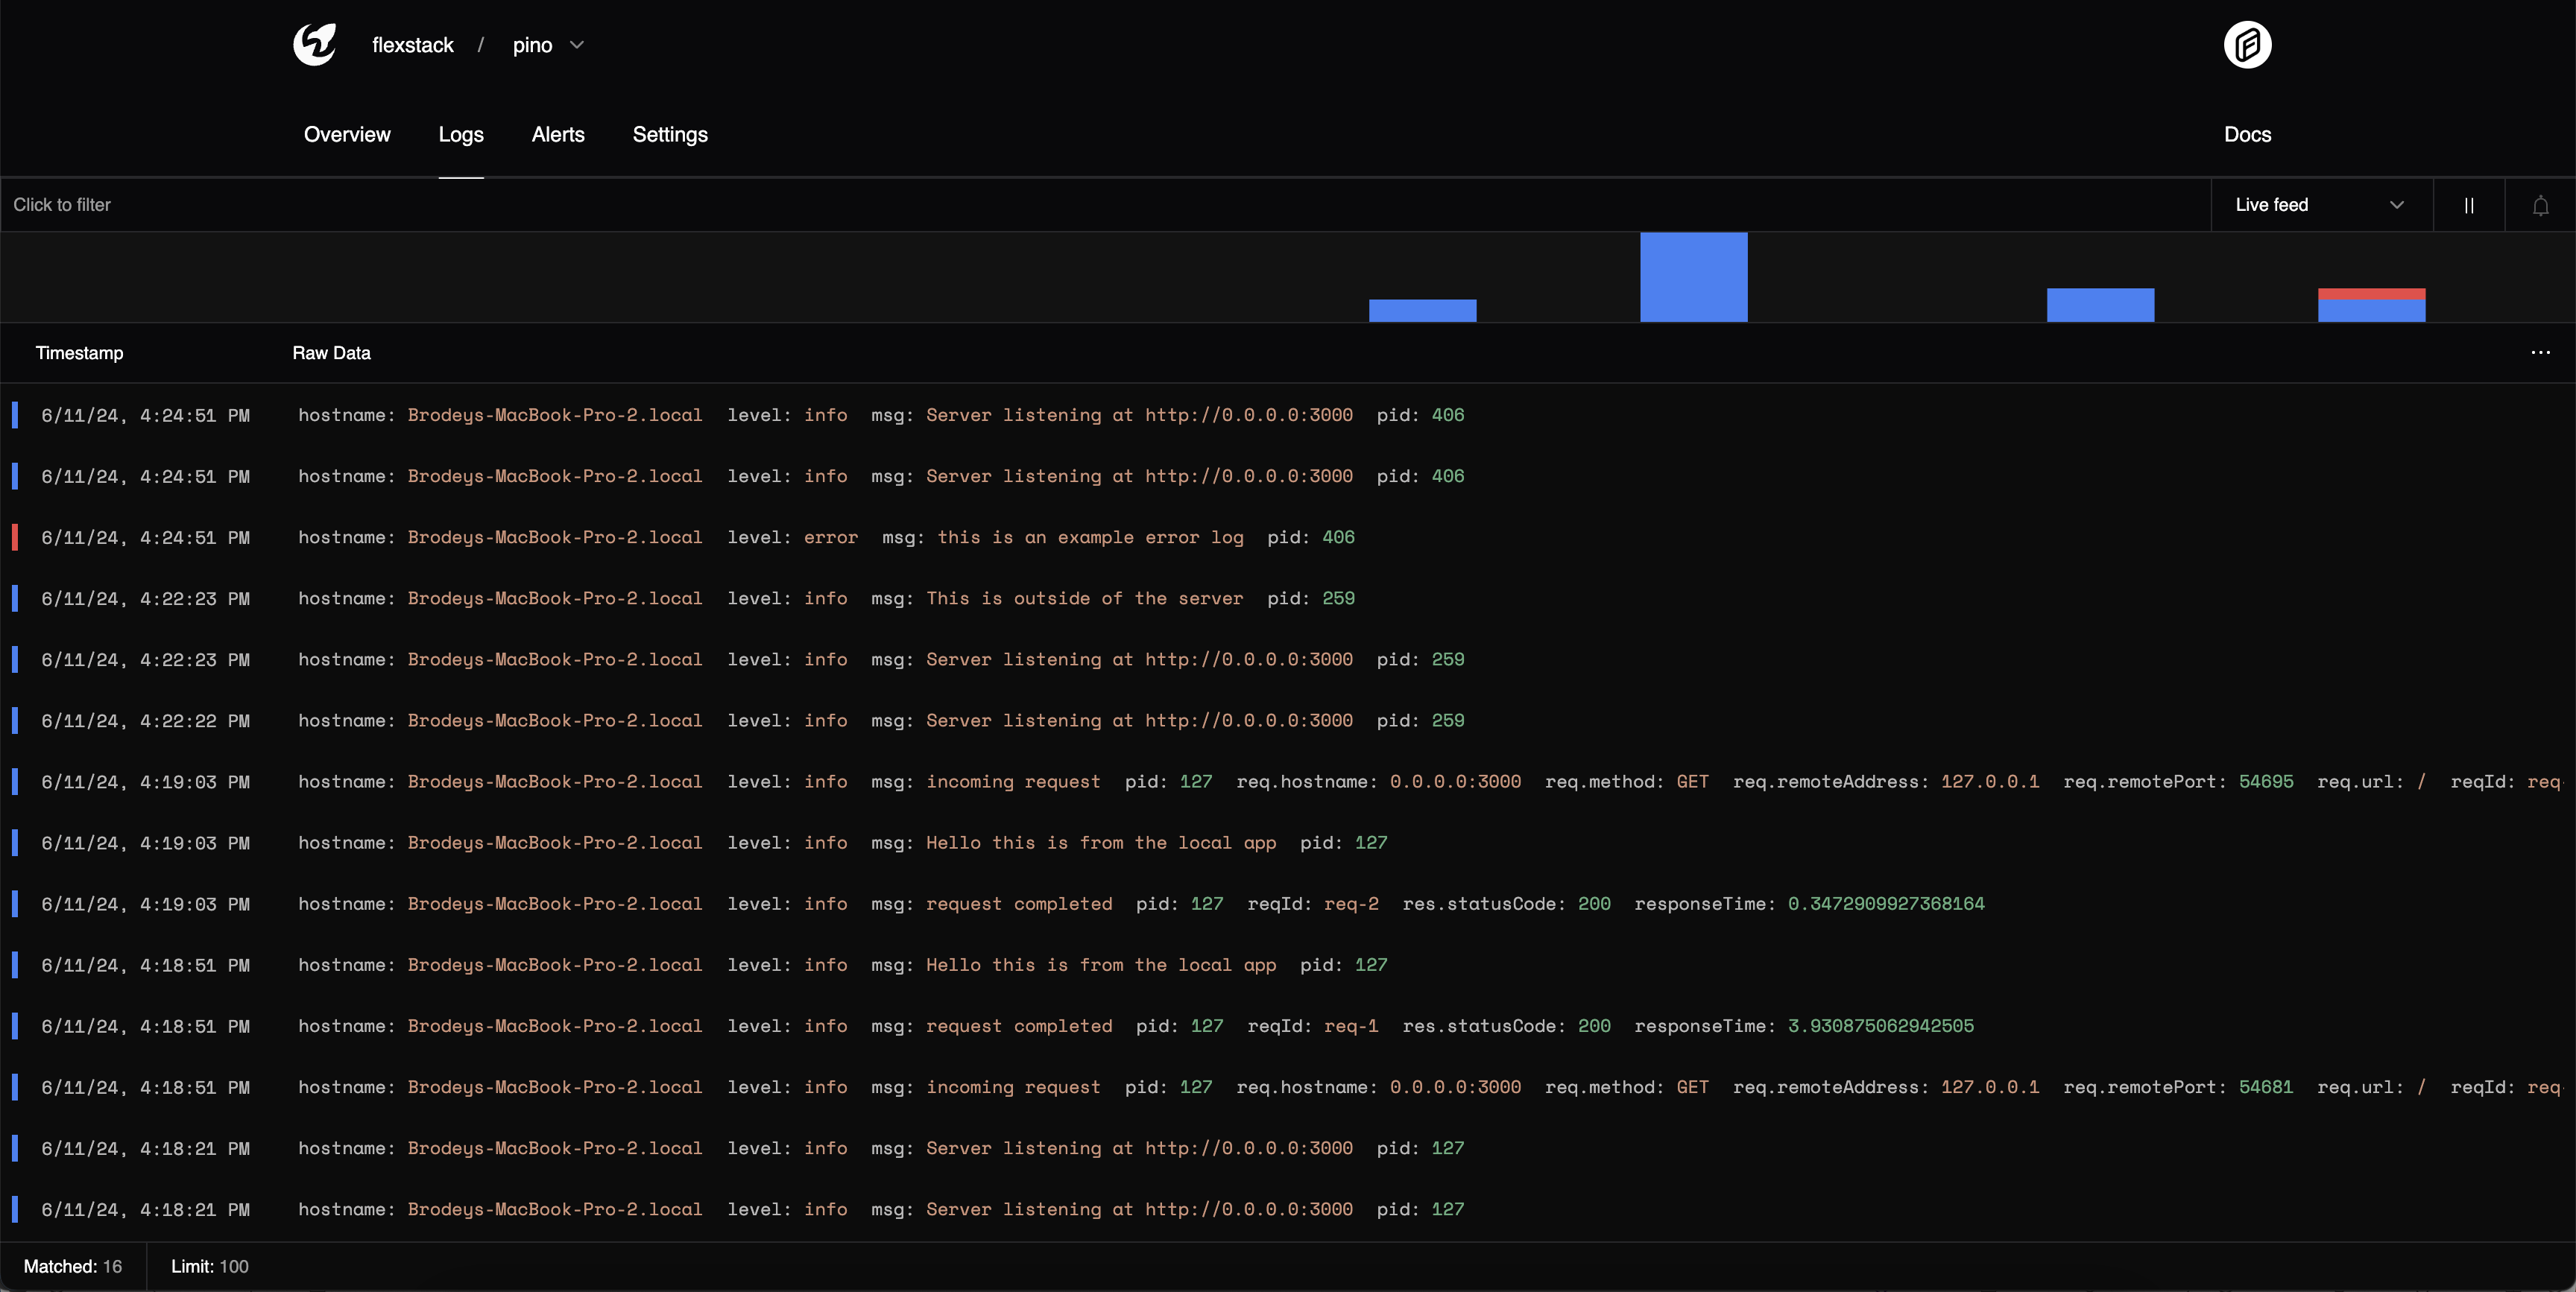 flexstack / pino
Overview Logs Alerts Settings Docs
Click to filter Live feed
Timestamp Raw Data
6/11/24, 4:24:51 PM hostname: Brodeys-MacBook-Pro-2.local level: info msg: Server listening at http://0.0.0.0:3000 pid: 406
6/11/24, 4:24:51 PM hostname: Brodeys-MacBook-Pro-2.local level: info msg: Server listening at http://0.0.0.0:3000 pid: 406
6/11/24, 4:24:51 PM hostname: Brodeys-MacBook-Pro-2.local level: error msg: this is an example error log pid: 406
6/11/24, 4:22:23 PM hostname: Brodeys-MacBook-Pro-2.local level: info msg: This is outside of the server pid: 259
6/11/24, 4:22:23 PM hostname: Brodeys-MacBook-Pro-2.local level: info msg: Server listening at http://0.0.0.0:3000 pid: 259
6/11/24, 4:22:22 PM hostname: Brodeys-MacBook-Pro-2.local level: info msg: Server listening at http://0.0.0.0:3000 pid: 259
6/11/24, 4:19:03 PM hostname: Brodeys-MacBook-Pro-2.local level: info msg: incoming request pid: 127 req.hostname: 0.0.0.0:3000 req.method: GET req.remoteAddress: 127.0.0.1 req.remotePort: 54695 req.url: / reqId: req-
6/11/24, 4:19:03 PM hostname: Brodeys-MacBook-Pro-2.local level: info msg: Hello this is from the local app pid: 127
6/11/24, 4:19:03 PM hostname: Brodeys-MacBook-Pro-2.local level: info msg: request completed pid: 127 reqId: req-2 res.statusCode: 200 responseTime: 0.3472909927368164
6/11/24, 4:18:51 PM hostname: Brodeys-MacBook-Pro-2.local level: info msg: Hello this is from the local app pid: 127
6/11/24, 4:18:51 PM hostname: Brodeys-MacBook-Pro-2.local level: info msg: request completed pid: 127 reqId: req-1 res.statusCode: 200 responseTime: 3.930875062942505
6/11/24, 4:18:51 PM hostname: Brodeys-MacBook-Pro-2.local level: info msg: incoming request pid: 127 req.hostname: 0.0.0.0:3000 req.method: GET req.remoteAddress: 127.0.0.1 req.remotePort: 54681 req.url: / reqId: req-
6/11/24, 4:18:21 PM hostname: Brodeys-MacBook-Pro-2.local level: info msg: Server listening at http://0.0.0.0:3000 pid: 127
6/11/24, 4:18:21 PM hostname: Brodeys-MacBook-Pro-2.local level: info msg: Server listening at http://0.0.0.0:3000 pid: 127
Matched: 16 Limit: 100